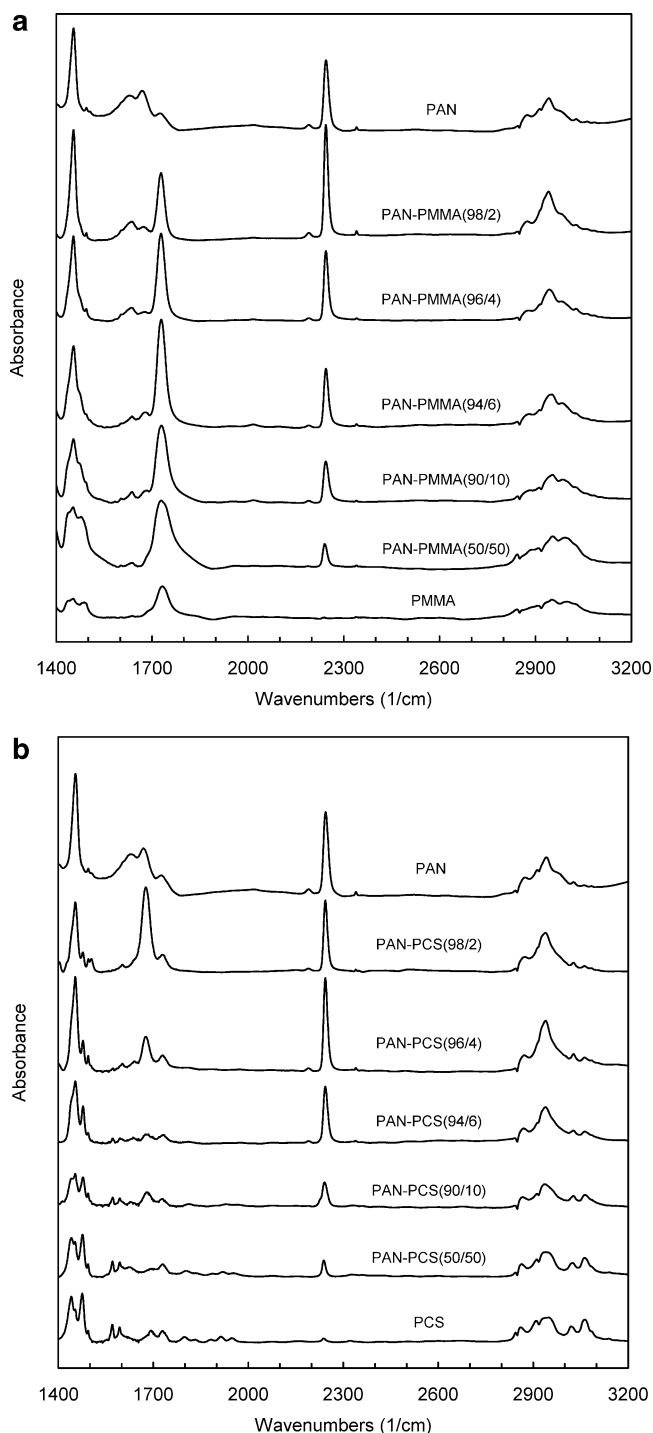 a
PAN
PAN-PMMA(98/2)
PAN-PMMA(96/4)
PAN-PMMA(94/6)
PAN-PMMA(90/10)
PAN-PMMA(50/50)
PMMA
Absorbance
1400 1700 2000 2300 2600 2900 3200
Wavenumbers (1/cm)
b
PAN
PAN-PCS(98/2)
PAN-PCS(96/4)
PAN-PCS(94/6)
PAN-PCS(90/10)
PAN-PCS(50/50)
PCS
Absorbance
1400 1700 2000 2300 2600 2900 3200
Wavenumbers (1/cm)